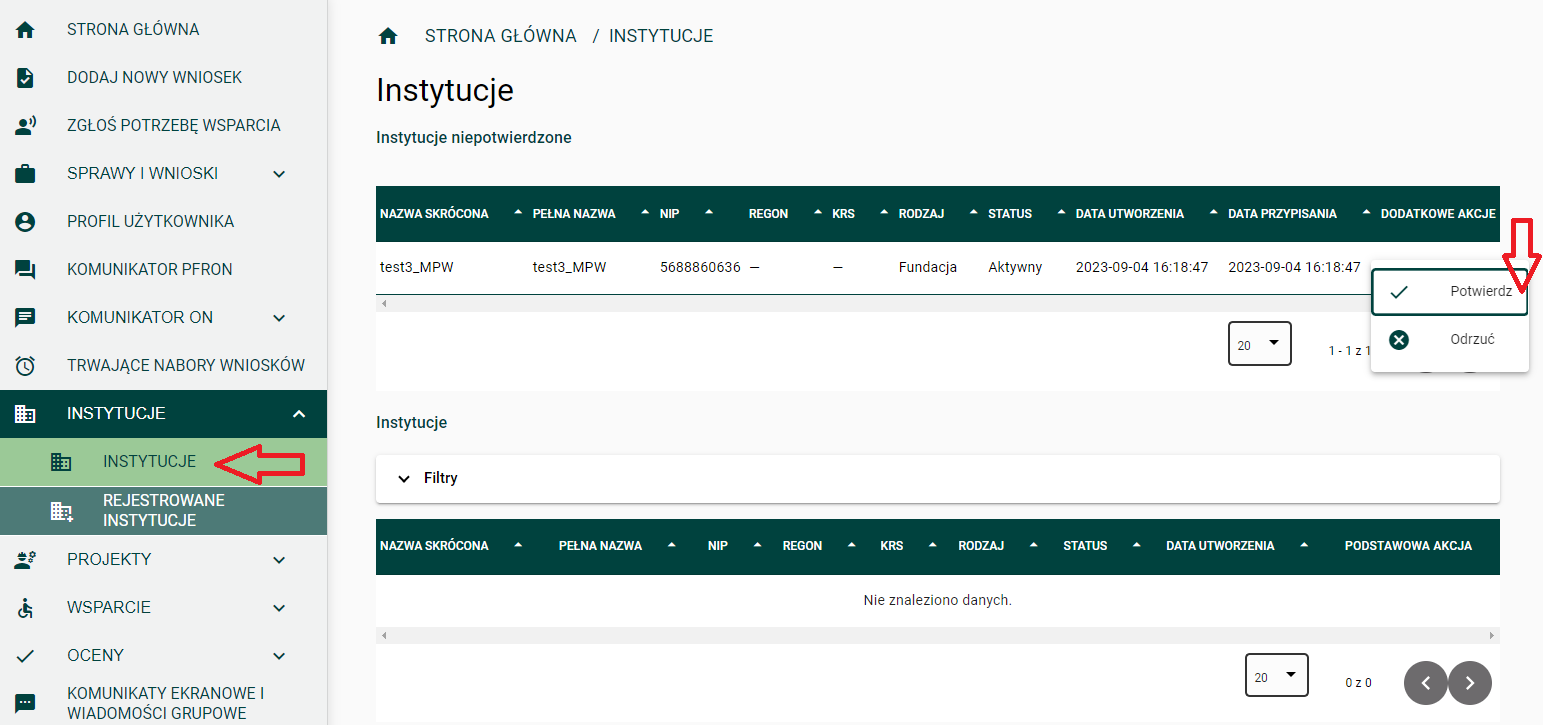 STRONA GŁÓWNA
DODAJ NOWY WNIOSEK
ZGŁOŚ POTRZEBĘ WSPARCIA
SPRAWY I WNIOSKI
PROFIL UŻYTKOWNIKA
KOMUNIKATOR PFRON
KOMUNIKATOR ON
TRWAJĄCE NABORY WNIOSKÓW
INSTYTUCJE
INSTYTUCJE
REJESTROWANE
INSTYTUCJE
PROJEKTY
WSPARCIE
OCENY
KOMUNIKATY EKRANOWE I
WIADOMOŚCI GRUPOWE
STRONA GŁÓWNA / INSTYTUCJE
Instytucje
Instytucje niepotwierdzone
NAZWA SKRÓCONA PEŁNA NAZWA NIP REGON KRS RODZAJ STATUS DATA UTWORZENIA DATA PRZYPISANIA DODATKOWE AKCJE
test3_MPW test3_MPW 5688860636 — — Fundacja Aktywny 2023-09-04 16:18:47 2023-09-04 16:18:47
Potwierdz
Odrzuć
20 1 - 1 z 1
Instytucje
Filtry
NAZWA SKRÓCONA PEŁNA NAZWA NIP REGON KRS RODZAJ STATUS DATA UTWORZENIA PODSTAWOWA AKCJA
Nie znaleziono danych.
20 0 z 0